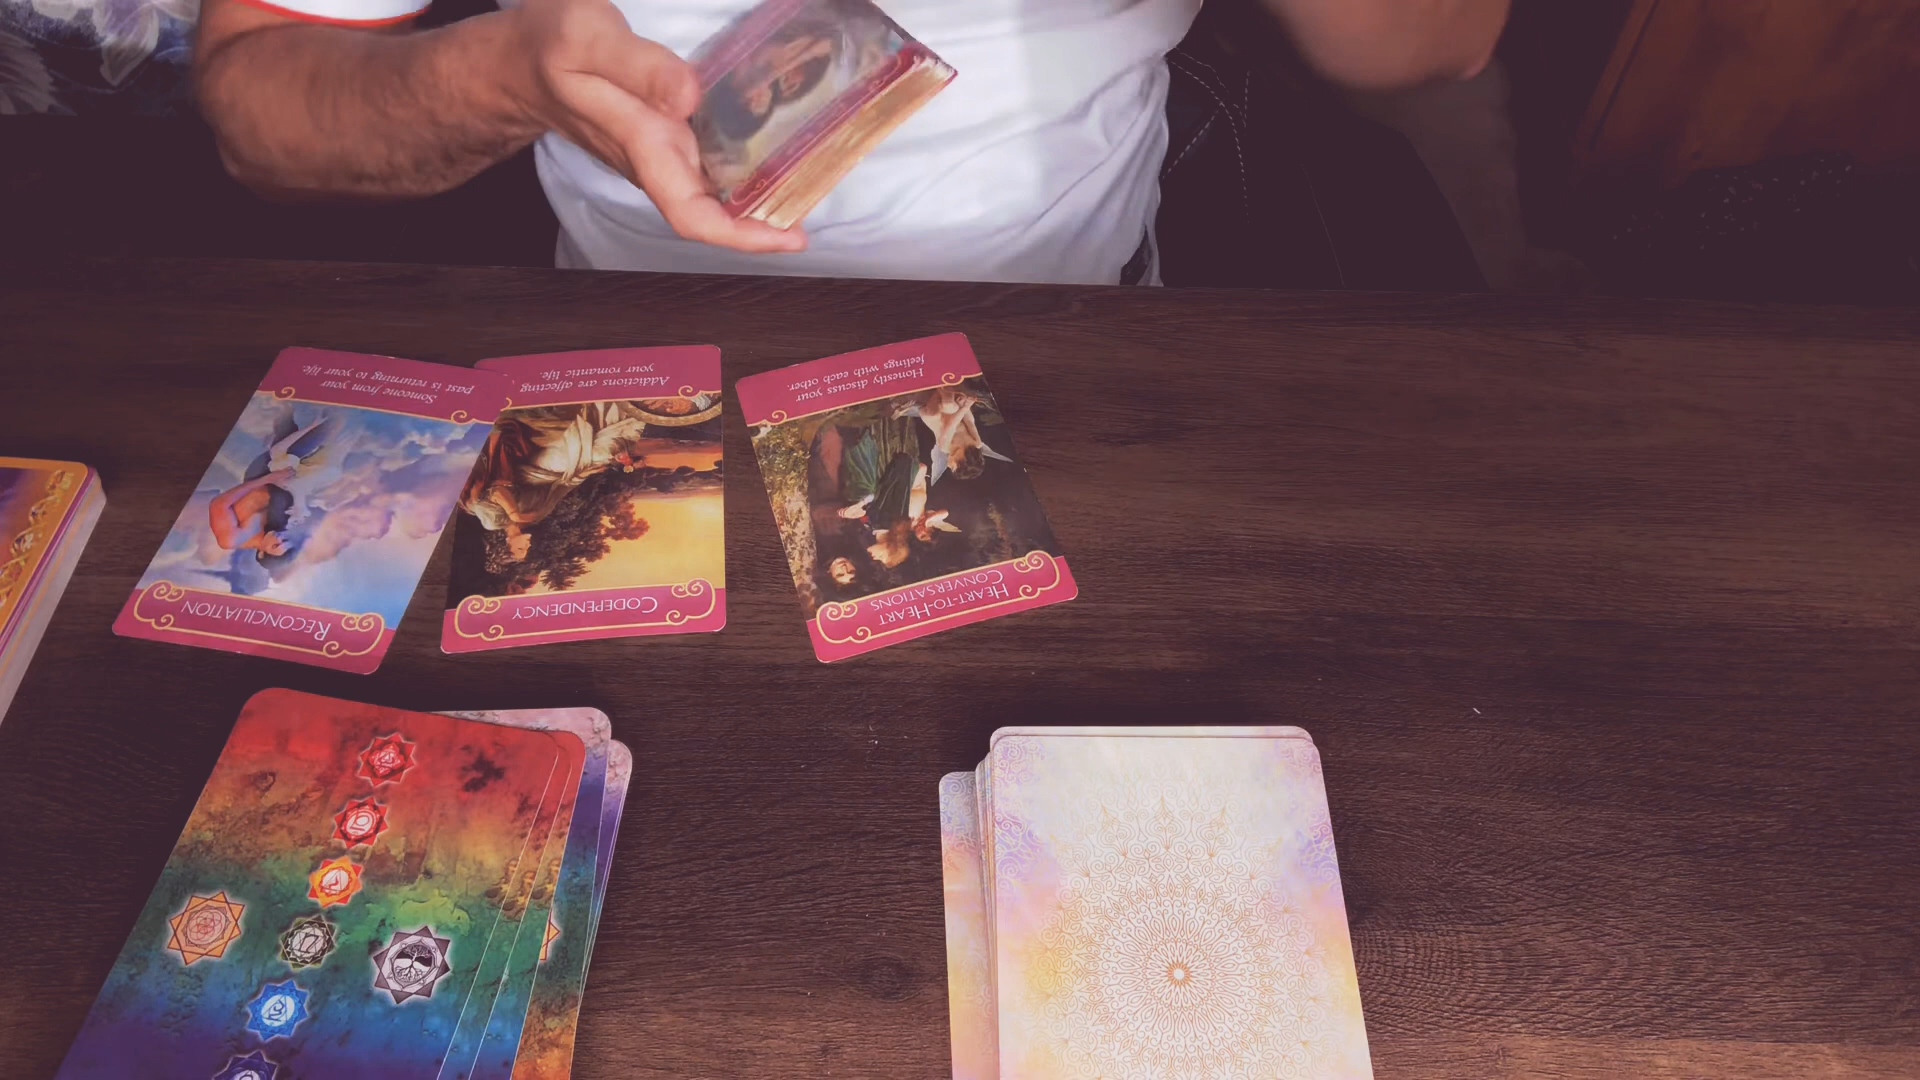 RECONCILIATION
Someone from your
past is returning to your life.
CODEPENDENCY
Addictions are affecting
your romantic life.
HEART-TO-HEART
CONVERSATIONS
Honestly discuss your
feelings with each other.